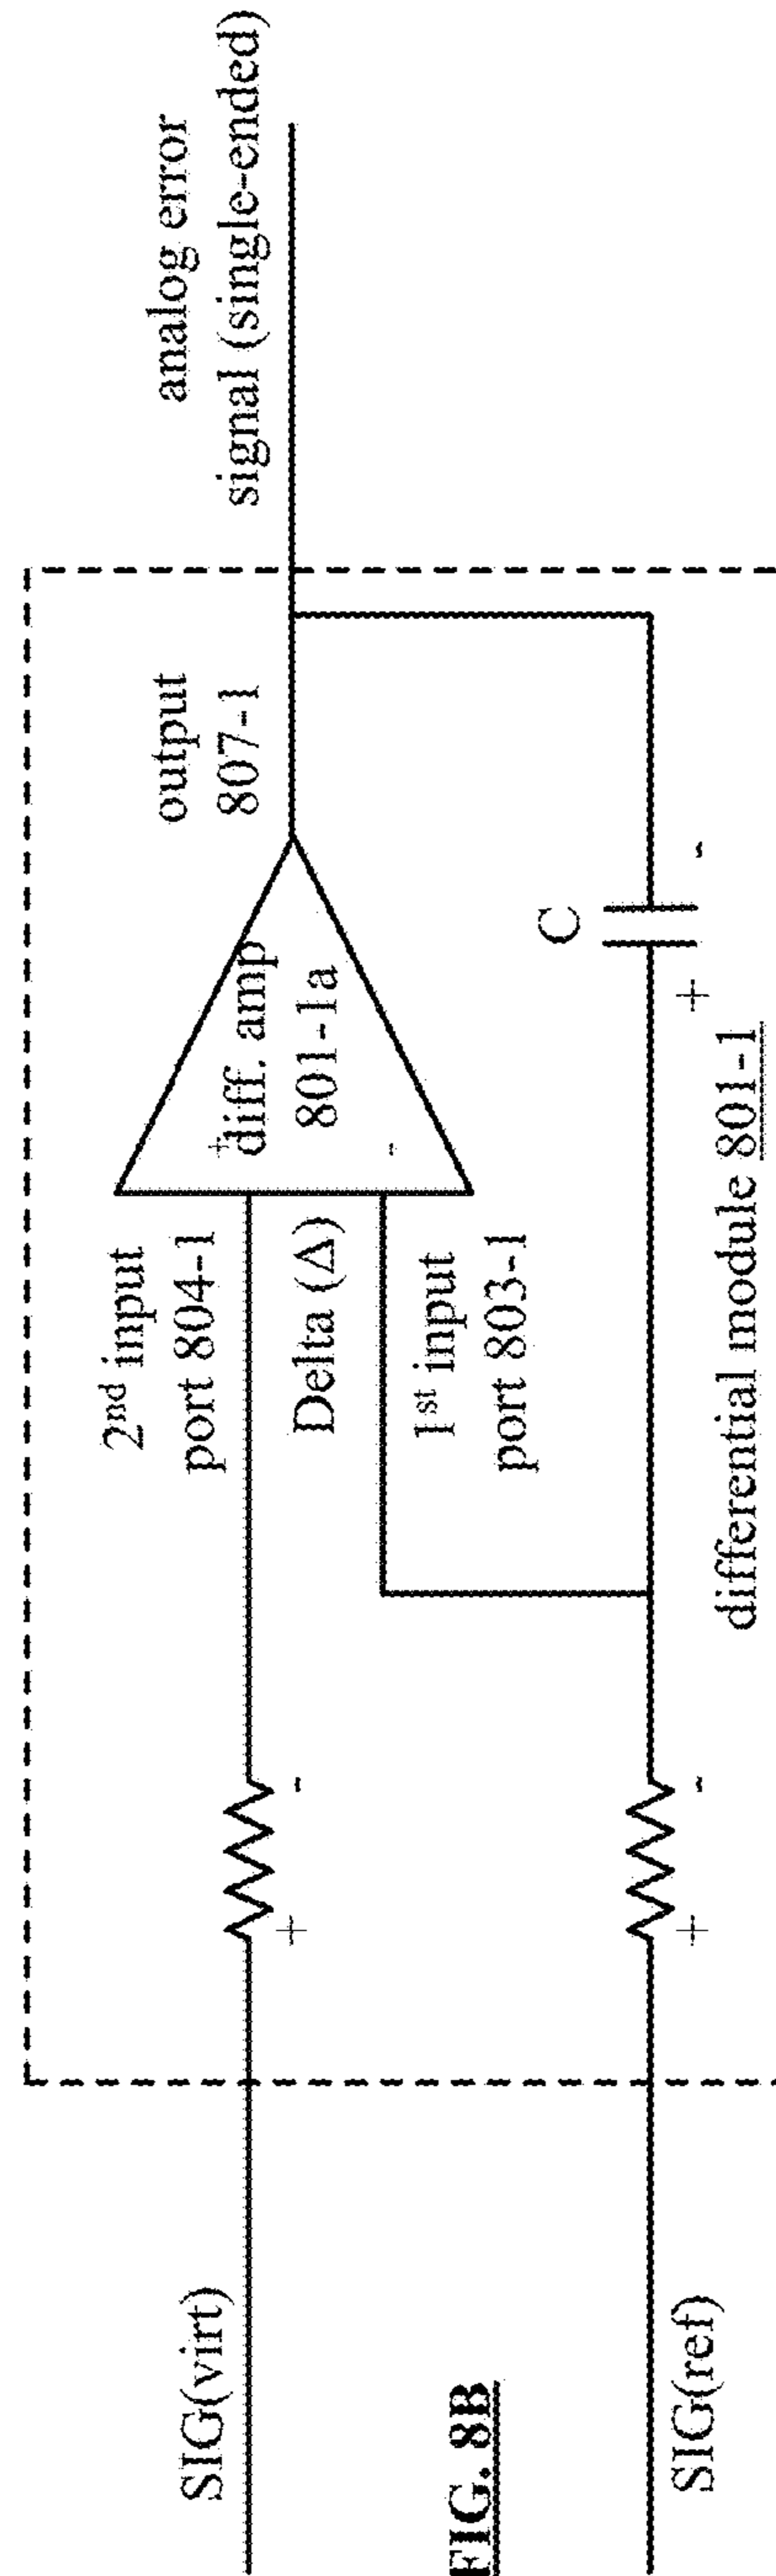 analog error
signal (single-ended)
output
807-1
2nd input
port 804-1
+
diff. amp
801-1a
-
Delta (Δ)
1st input
port 803-1
SIG(virt)
+
-
FIG. 8B
SIG(ref)
+
-
C
+
-
differential module 801-1